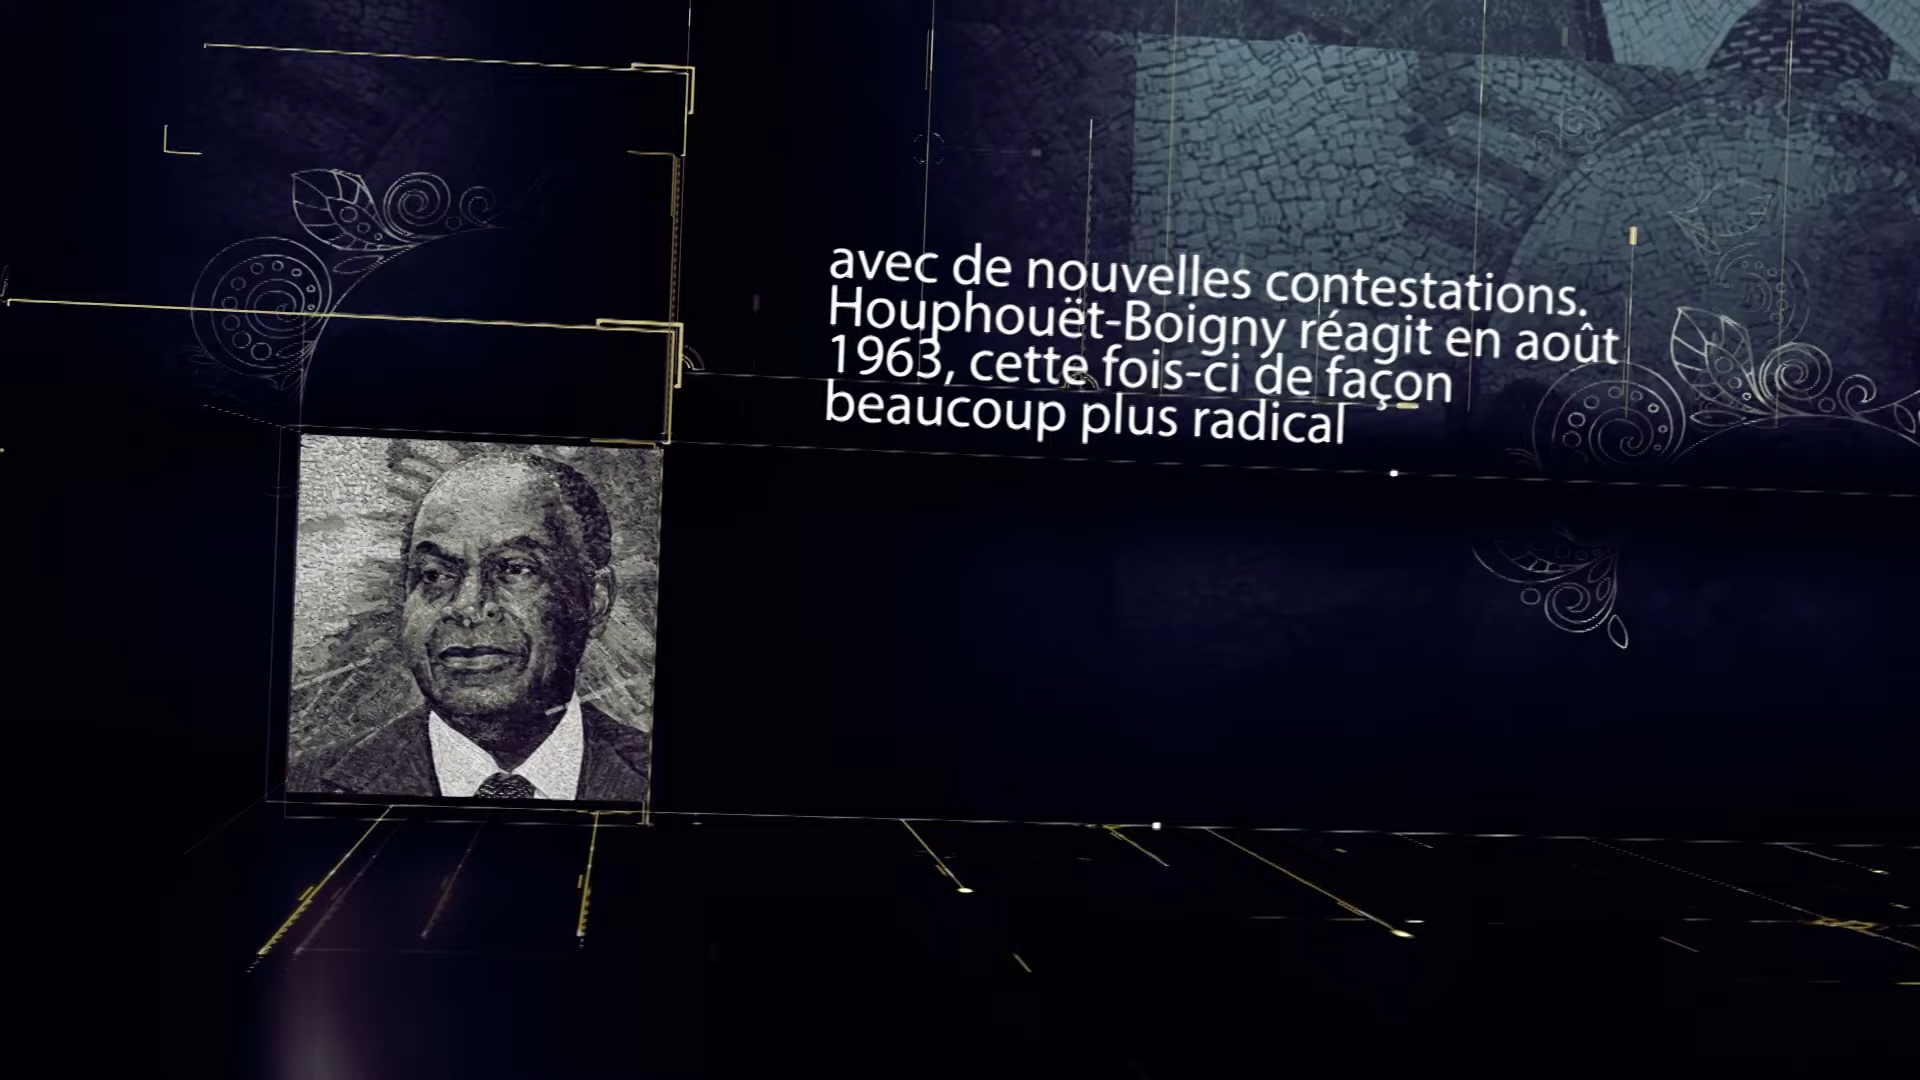 avec de nouvelles contestations.
Houphouët-Boigny réagit en août
1963, cette fois-ci de façon
beaucoup plus radical